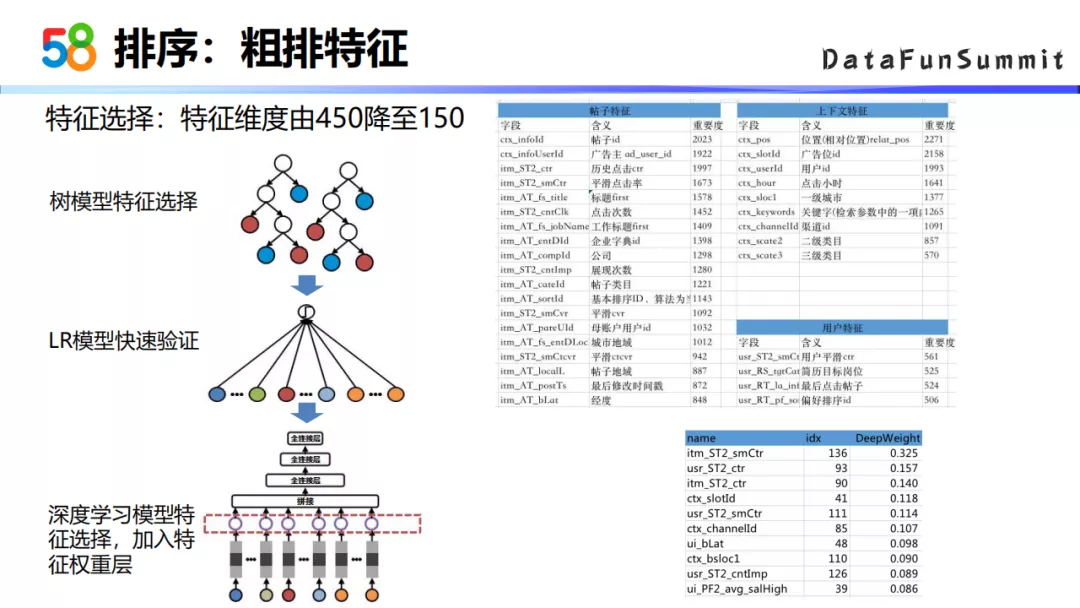 58 排序：粗排特征
DataFunSummit
特征选择：特征维度由450降至150
树模型特征选择
LR模型快速验证
深度学习模型特
征选择，加入特
征权重层
全连接层
全连接层
全连接层
拼接
帖子特征
字段 含义 重要度
ctx_infoId 帖子id 2023
ctx_infoUserId 广告主 ad_user_id 1922
itm_ST2_ctr 历史点击ctr 1997
itm_ST2_smCtr 平滑点击率 1673
itm_AT_fs_title 标题first 1578
itm_ST2_cntClk 点击次数 1452
itm_AT_fs_jobName 工作标题first 1409
itm_AT_entDId 企业字典id 1398
itm_AT_compId 公司 1298
itm_ST2_cntImp 展现次数 1280
itm_AT_cateId 帖子类目 1221
itm_AT_sortId 基本排序ID，算法为 1143
itm_ST2_smCvr 平滑cvr 1092
itm_AT_pareUId 母账户用户id 1032
itm_AT_fs_entDLoc 城市地域 1012
itm_ST2_smCtcvr 平滑ctcvr 942
itm_AT_localL 帖子地域 887
itm_AT_postTs 最后修改时间戳 872
itm_AT_bLat 经度 848
上下文特征
字段 含义 重要度
ctx_pos 位置(相对位置)relat_pos 2271
ctx_slotId 广告位id 2158
ctx_userId 用户id 1993
ctx_hour 点击小时 1641
ctx_sloc1 一级城市 1377
ctx_keywords 关键字(检索参数中的一项 1265
ctx_channelId 渠道id 1091
ctx_scate2 二级类目 857
ctx_scate3 三级类目 570
用户特征
字段 含义 重要度
usr_ST2_smCt 用户平滑ctr 561
usr_RS_tgtCat 简历目标岗位 525
usr_RT_la_inf 最后点击帖子 524
usr_RT_pf_so 偏好排序id 506
name idx DeepWeight
itm_ST2_smCtr 136 0.325
usr_ST2_ctr 93 0.157
itm_ST2_ctr 90 0.140
ctx_slotId 41 0.118
usr_ST2_smCtr 111 0.114
ctx_channelId 85 0.107
ui_bLat 48 0.098
ctx_bsloc1 110 0.090
usr_ST2_cntImp 126 0.089
ui_PF2_avg_salHigh 39 0.086